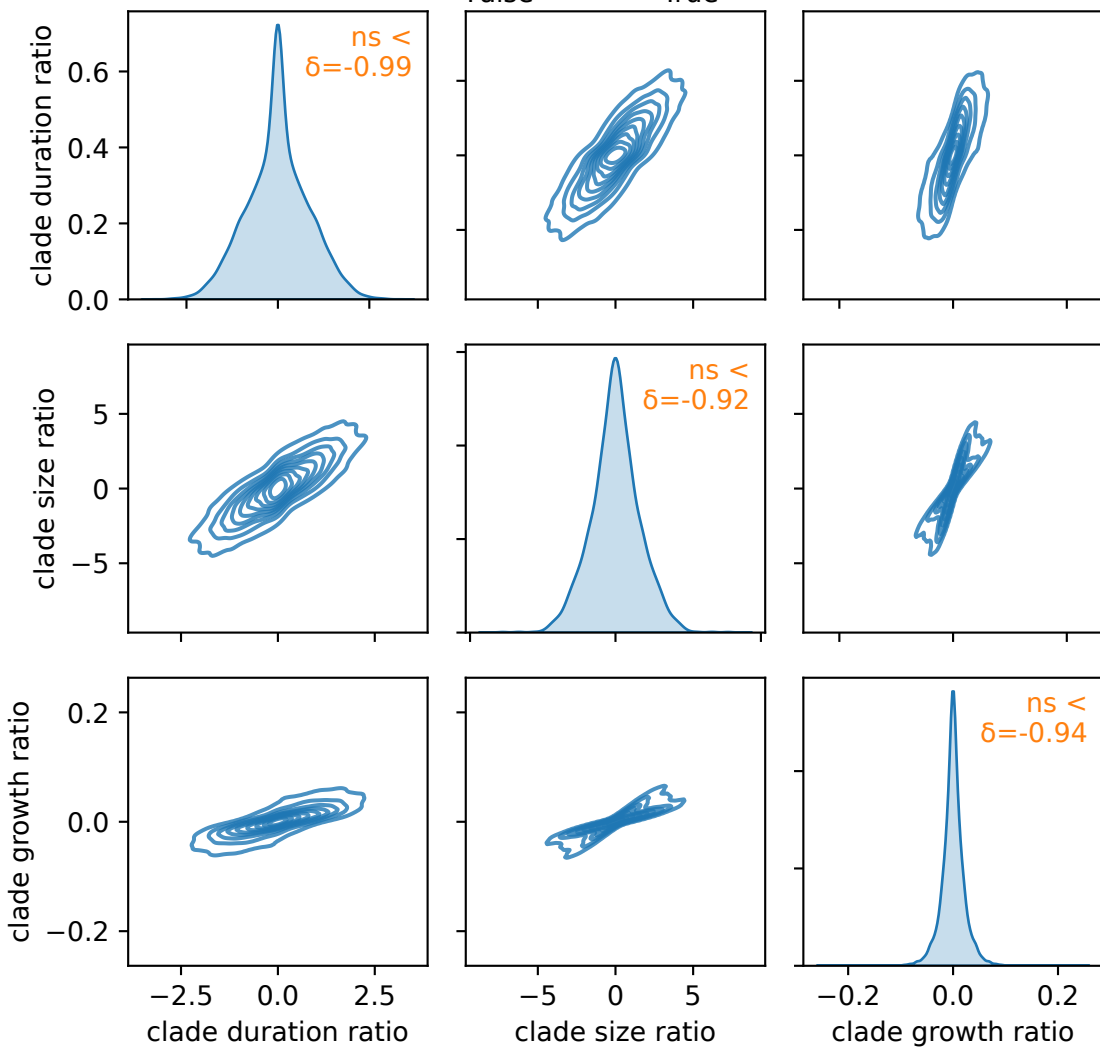 clade duration ratio
0.6
0.4
0.2
0.0
ns <
δ=-0.99
clade size ratio
5
0
−5
ns <
δ=-0.92
clade growth ratio
0.2
0.0
−0.2
ns <
δ=-0.94
−2.5 0.0 2.5
−5 0 5
−0.2 0.0 0.2
clade duration ratio
clade size ratio
clade growth ratio